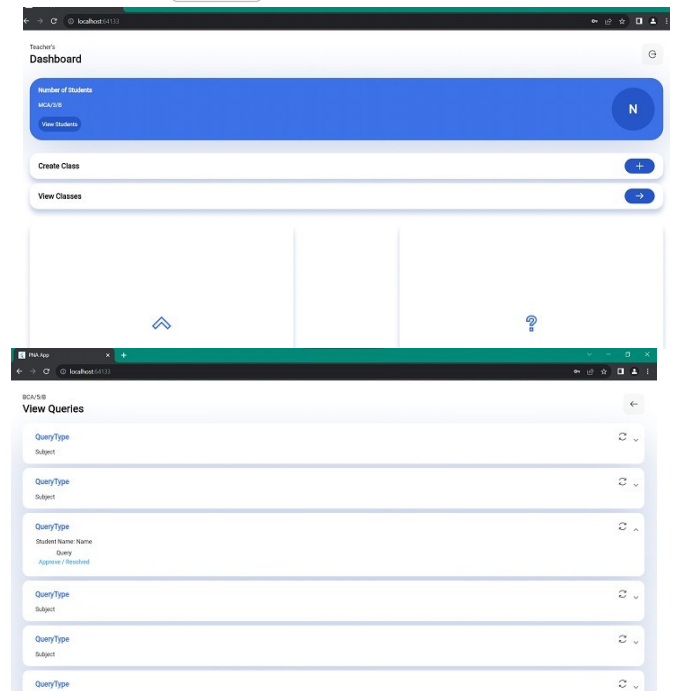 localhost:64133
Teacher's
Dashboard
Number of Students
MCA/3/B
View Students
N
Create Class
View Classes
?
PNA App
localhost:64133
BCA/5/B
View Queries
QueryType
Subject
QueryType
Subject
QueryType
Student Name: Name
Query
Approve / Resolved
QueryType
Subject
QueryType
Subject
QueryType